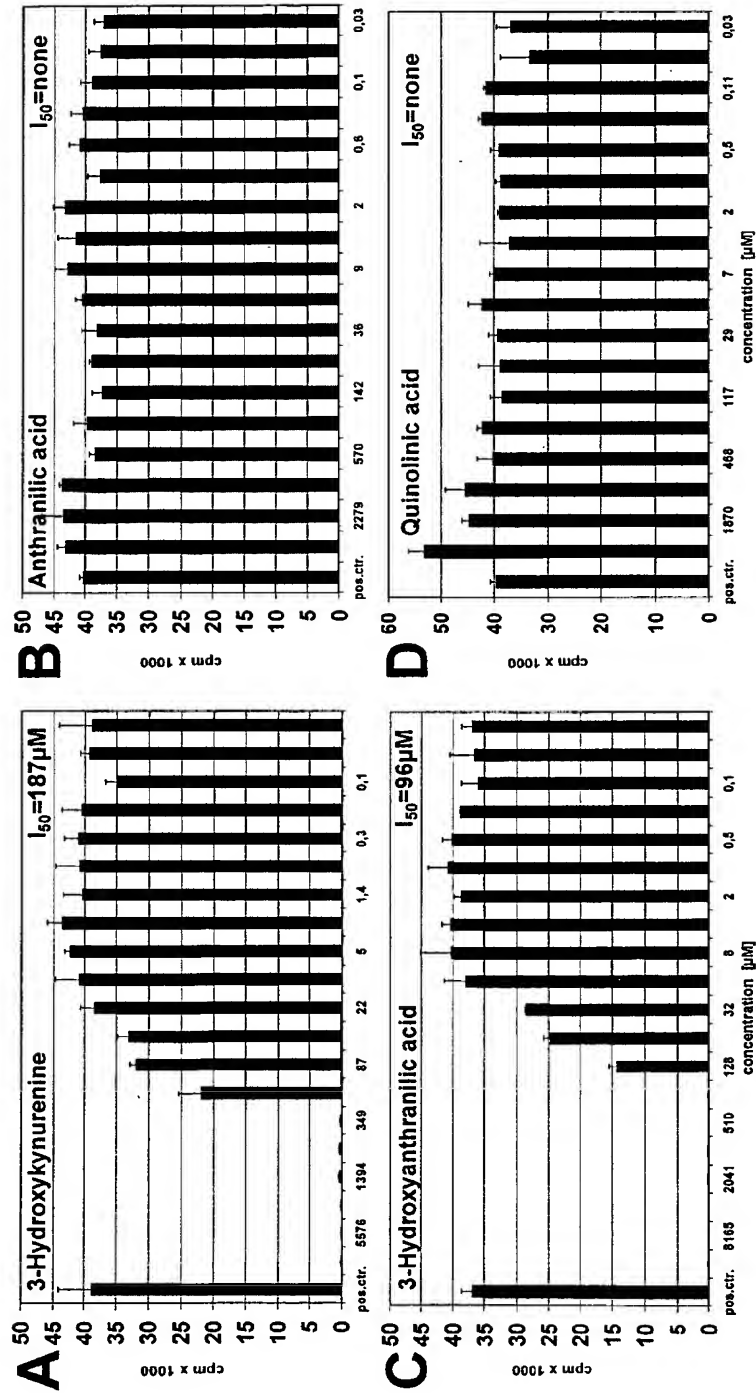 A
3-Hydroxykynurenine
I50=187µM
cpm x 1000
50
45
40
35
30
25
20
15
10
5
0
pos.ctr. 5576 1394 349 87 22 5 1,4 0,3 0,1
B
Anthranilic acid
I50=none
cpm x 1000
50
45
40
35
30
25
20
15
10
5
0
pos.ctr. 2279 570 142 36 9 2 0,6 0,1 0,03
C
3-Hydroxyanthranilic acid
I50=96µM
cpm x 1000
50
45
40
35
30
25
20
15
10
5
0
pos.ctr. 8165 2041 510 128 32 8 2 0,5 0,1
concentration [µM]
D
Quinolinic acid
I50=none
cpm x 1000
60
50
40
30
20
10
0
pos.ctr. 1870 468 117 29 7 2 0,5 0,11 0,03
concentration [µM]